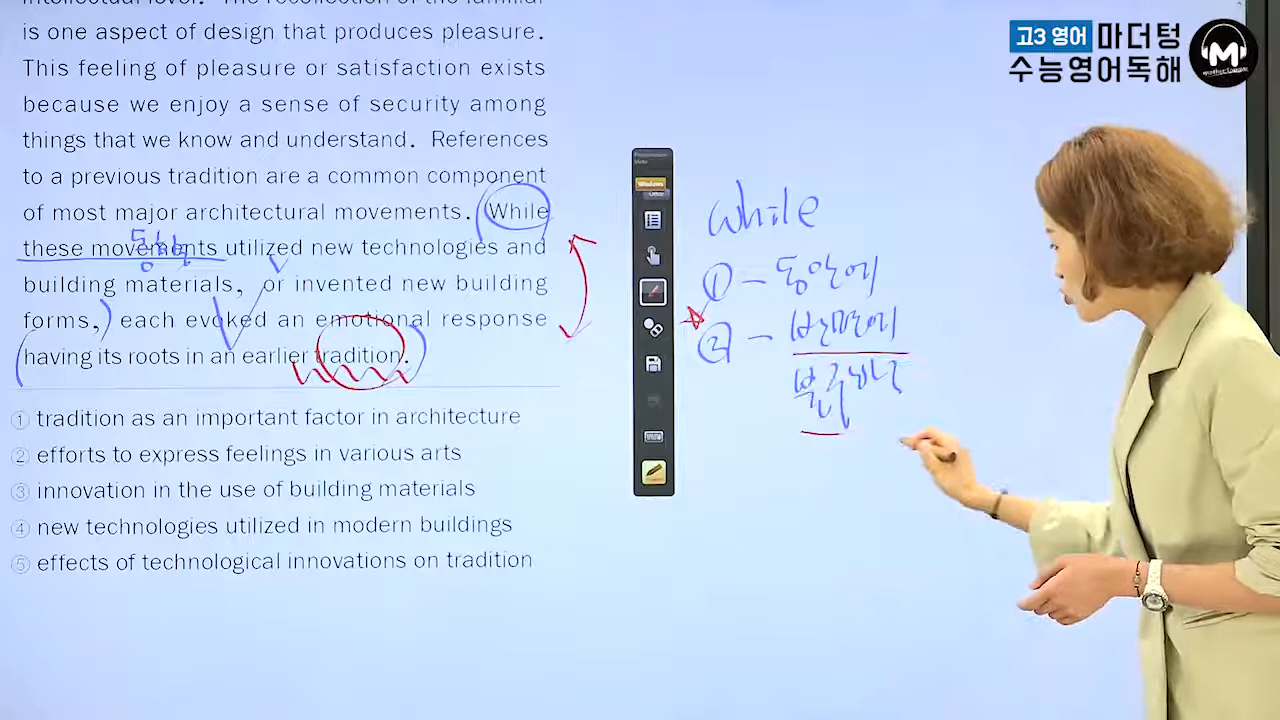 intellectual level. The recollection of the familiar
is one aspect of design that produces pleasure.
This feeling of pleasure or satisfaction exists
because we enjoy a sense of security among
things that we know and understand. References
to a previous tradition are a common component
of most major architectural movements. While
these movements utilized new technologies and
building materials, or invented new building
forms, each evoked an emotional response
having its roots in an earlier tradition.
① tradition as an important factor in architecture
② efforts to express feelings in various arts
③ innovation in the use of building materials
④ new technologies utilized in modern buildings
⑤ effects of technological innovations on tradition
while
① - 동안에
② - 반면에
불구하고
고3 영어 마더텅
수능영어독해
M